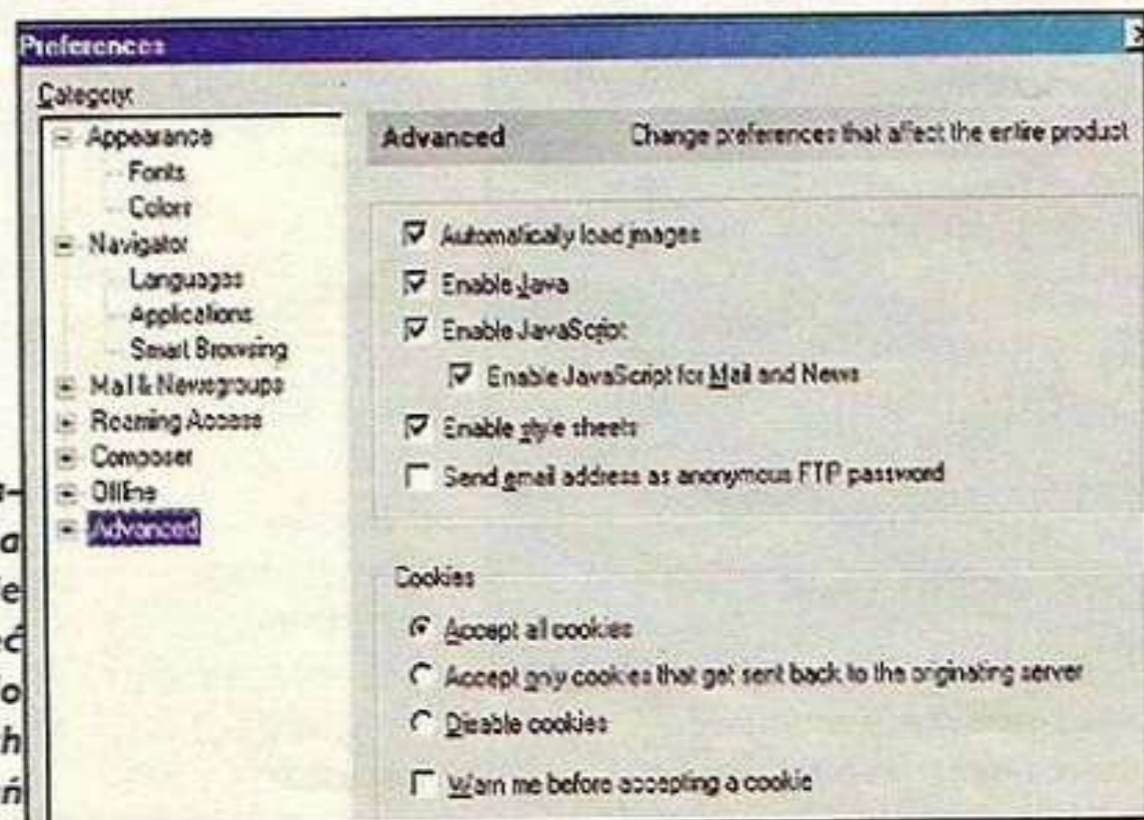 Preferences
Category:
Appearance
Fonts
Colors
Navigator
Languages
Applications
Smart Browsing
Mail & Newsgroups
Roaming Access
Composer
Offline
Advanced
Advanced Change preferences that affect the entire product
Automatically load images
Enable Java
Enable JavaScript
Enable JavaScript for Mail and News
Enable style sheets
Send email address as anonymous FTP password
Cookies
Accept all cookies
Accept only cookies that get sent back to the originating server
Disable cookies
Warn me before accepting a cookie